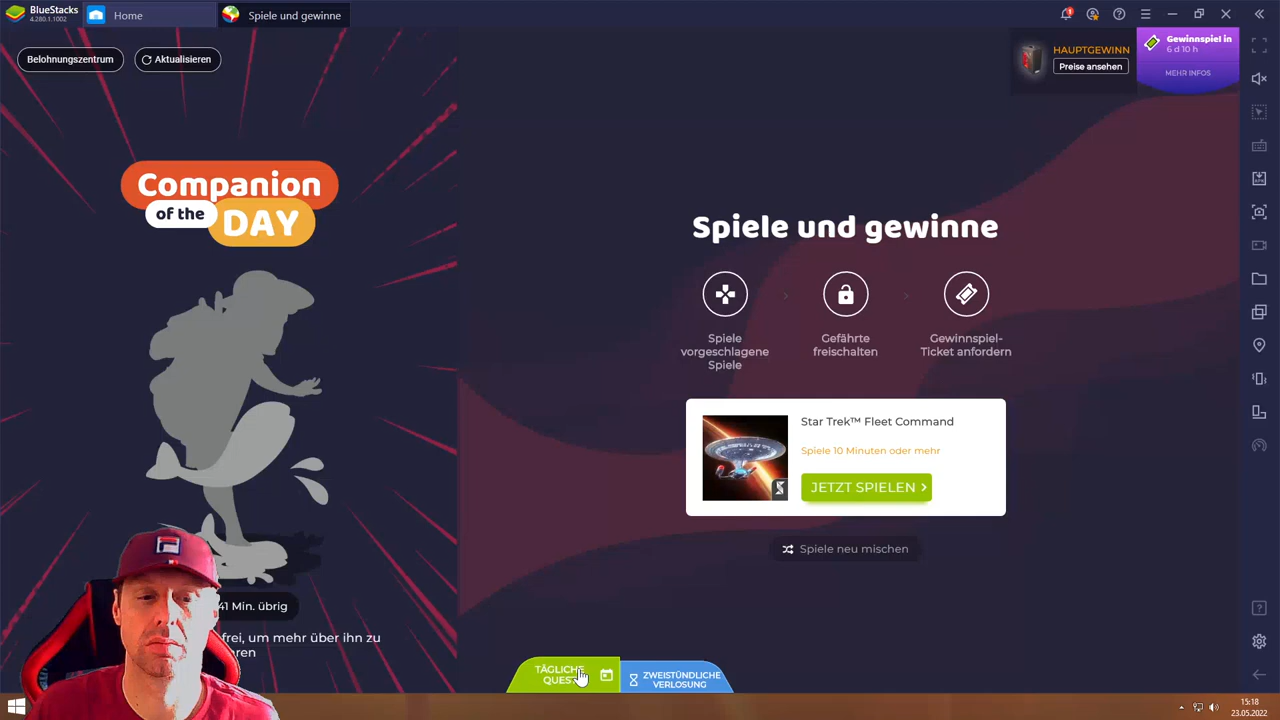 BlueStacks
4.280.1.1002
Home
Spiele und gewinne
Belohnungszentrum
Aktualisieren
HAUPTGEWINN
Preise ansehen
Gewinnspiel in
6 d 10 h
MEHR INFOS
Companion
of the DAY
Spiele und gewinne
Spiele
vorgeschlagene
Spiele
Gefährte
freischalten
Gewinnspiel-
Ticket anfordern
Star Trek™ Fleet Command
Spiele 10 Minuten oder mehr
JETZT SPIELEN
Spiele neu mischen
41 Min. übrig
frei, um mehr über ihn zu
TÄGLICHE
ZWEISTÜNDLICHE
VERLOSUNG
15:18
23.05.2022